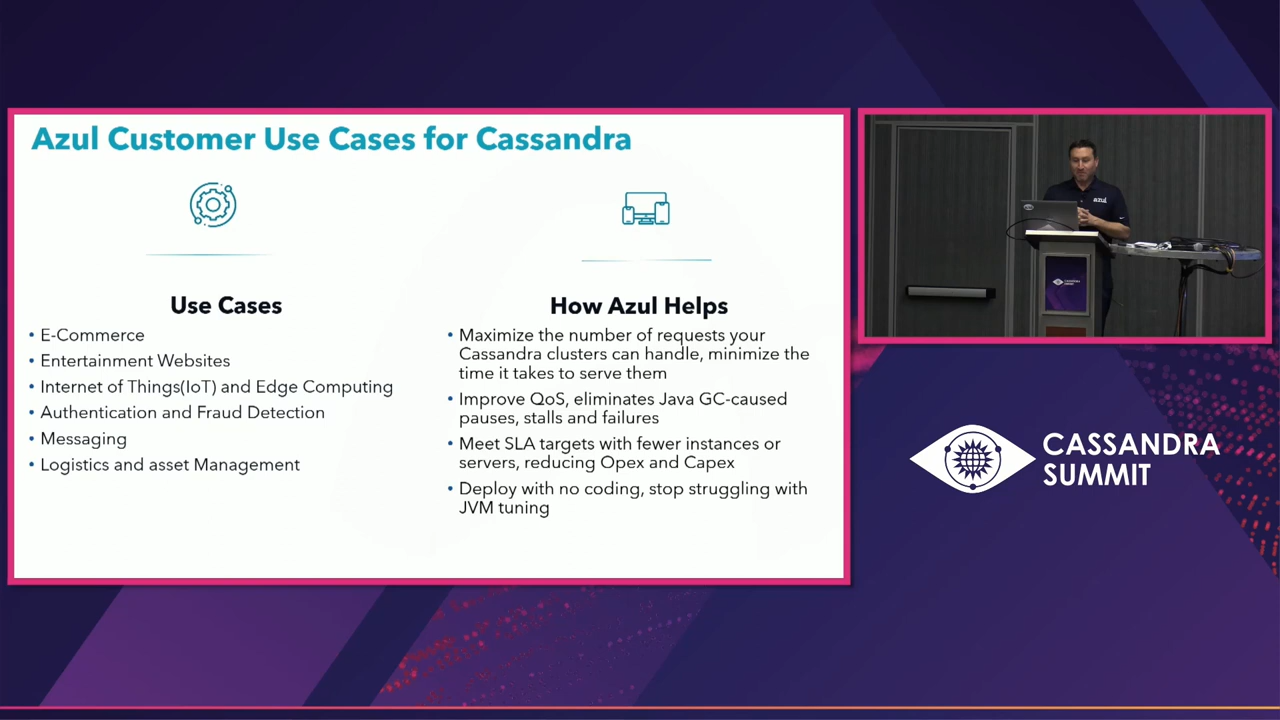 Azul Customer Use Cases for Cassandra
Use Cases
• E-Commerce
• Entertainment Websites
• Internet of Things(IoT) and Edge Computing
• Authentication and Fraud Detection
• Messaging
• Logistics and asset Management
How Azul Helps
• Maximize the number of requests your
Cassandra clusters can handle, minimize the
time it takes to serve them
• Improve QoS, eliminates Java GC-caused
pauses, stalls and failures
• Meet SLA targets with fewer instances or
servers, reducing Opex and Capex
• Deploy with no coding, stop struggling with
JVM tuning
azul
CASSANDRA
SUMMIT
CASSANDRA
SUMMIT